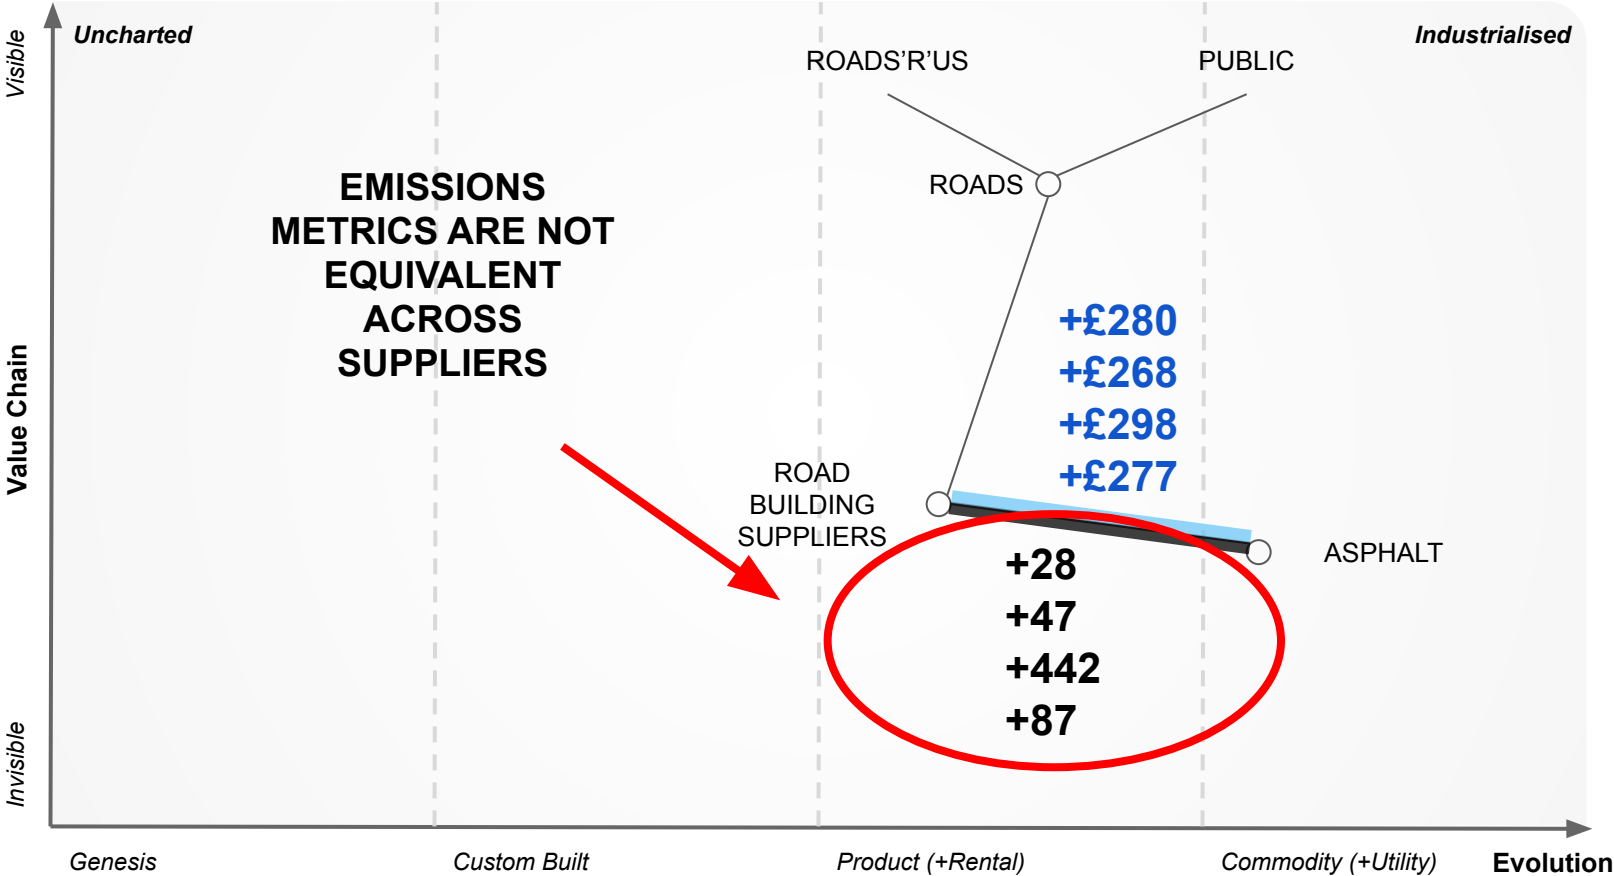 Uncharted
Industrialised
Visible
ROADS'R'US
PUBLIC
ROADS
EMISSIONS
METRICS ARE NOT
EQUIVALENT
ACROSS
SUPPLIERS
+£280
+£268
+£298
+£277
Value Chain
ROAD
BUILDING
SUPPLIERS
ASPHALT
+28
+47
+442
+87
Invisible
Genesis
Custom Built
Product (+Rental)
Commodity (+Utility)
Evolution